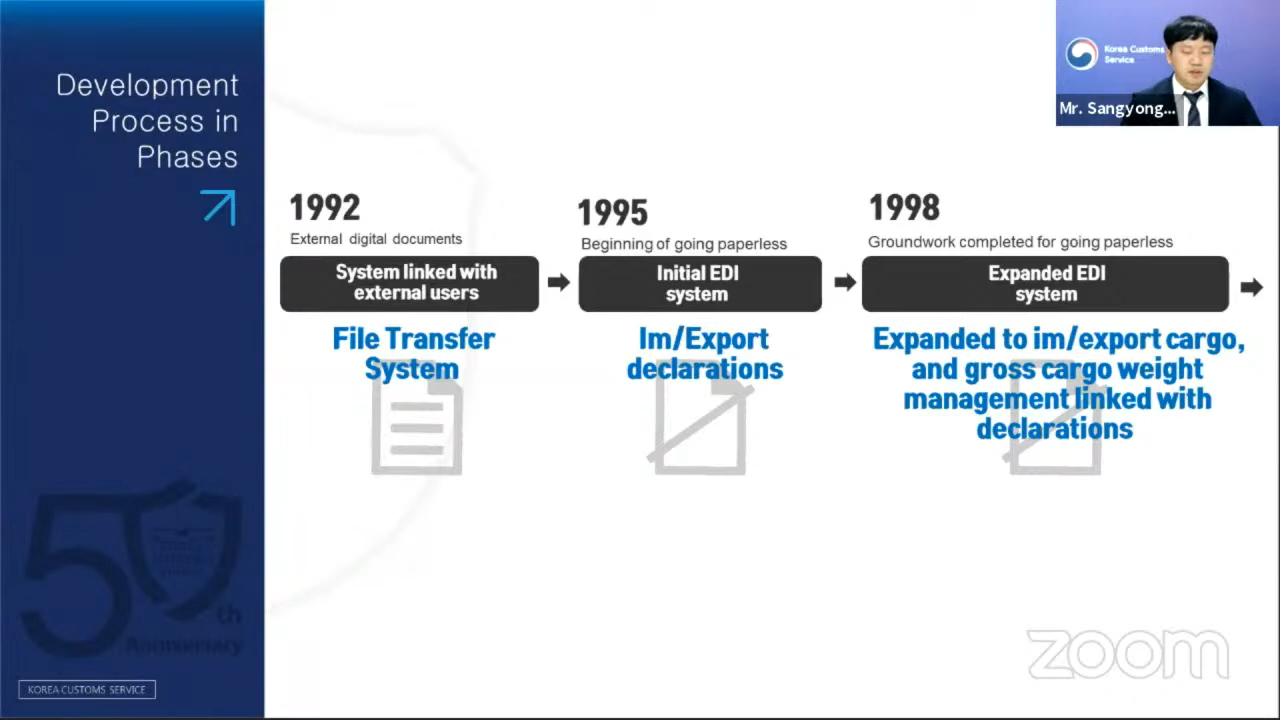 Development
Process in
Phases
Korea Customs
Service
Mr. Sangyong...
1992
External digital documents
System linked with
external users
File Transfer
System
1995
Beginning of going paperless
Initial EDI
system
Im/Export
declarations
1998
Groundwork completed for going paperless
Expanded EDI
system
Expanded to im/export cargo,
and gross cargo weight
management linked with
declarations
50th
Anniversary
KOREA CUSTOMS SERVICE
zoom